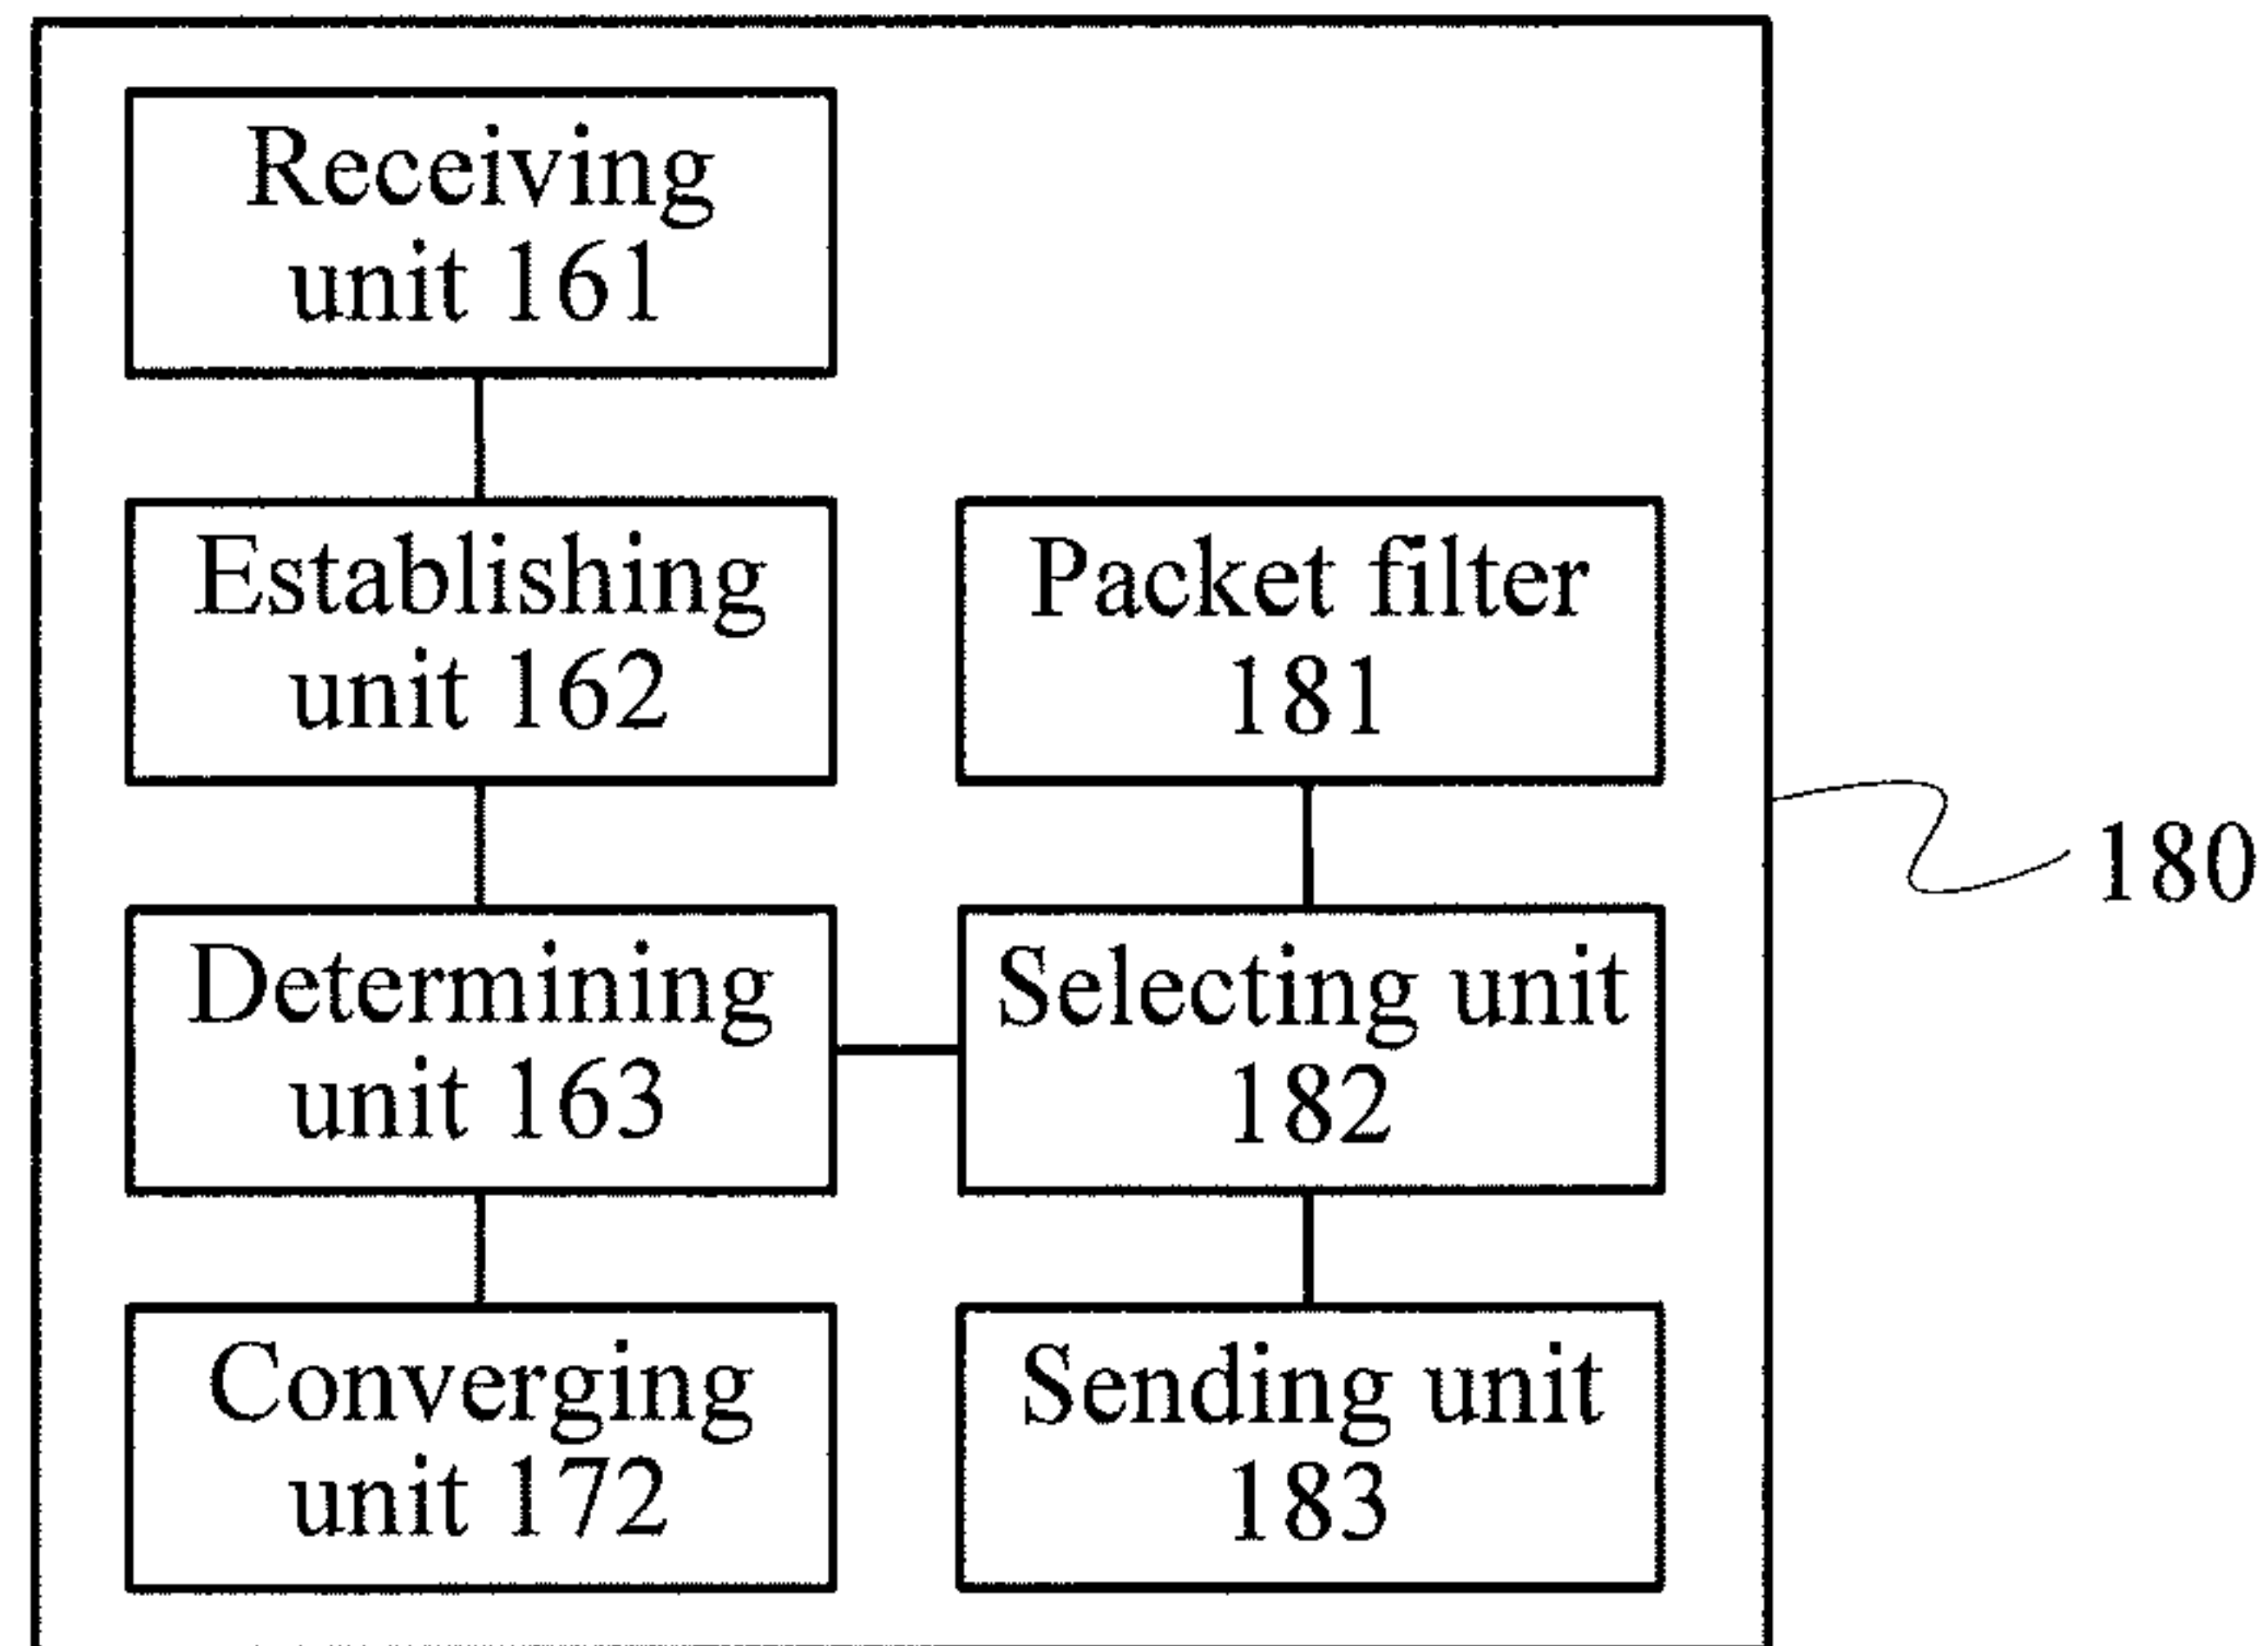 Receiving
unit 161
Establishing
unit 162
Packet filter
181
180
Determining
unit 163
Selecting unit
182
Converging
unit 172
Sending unit
183